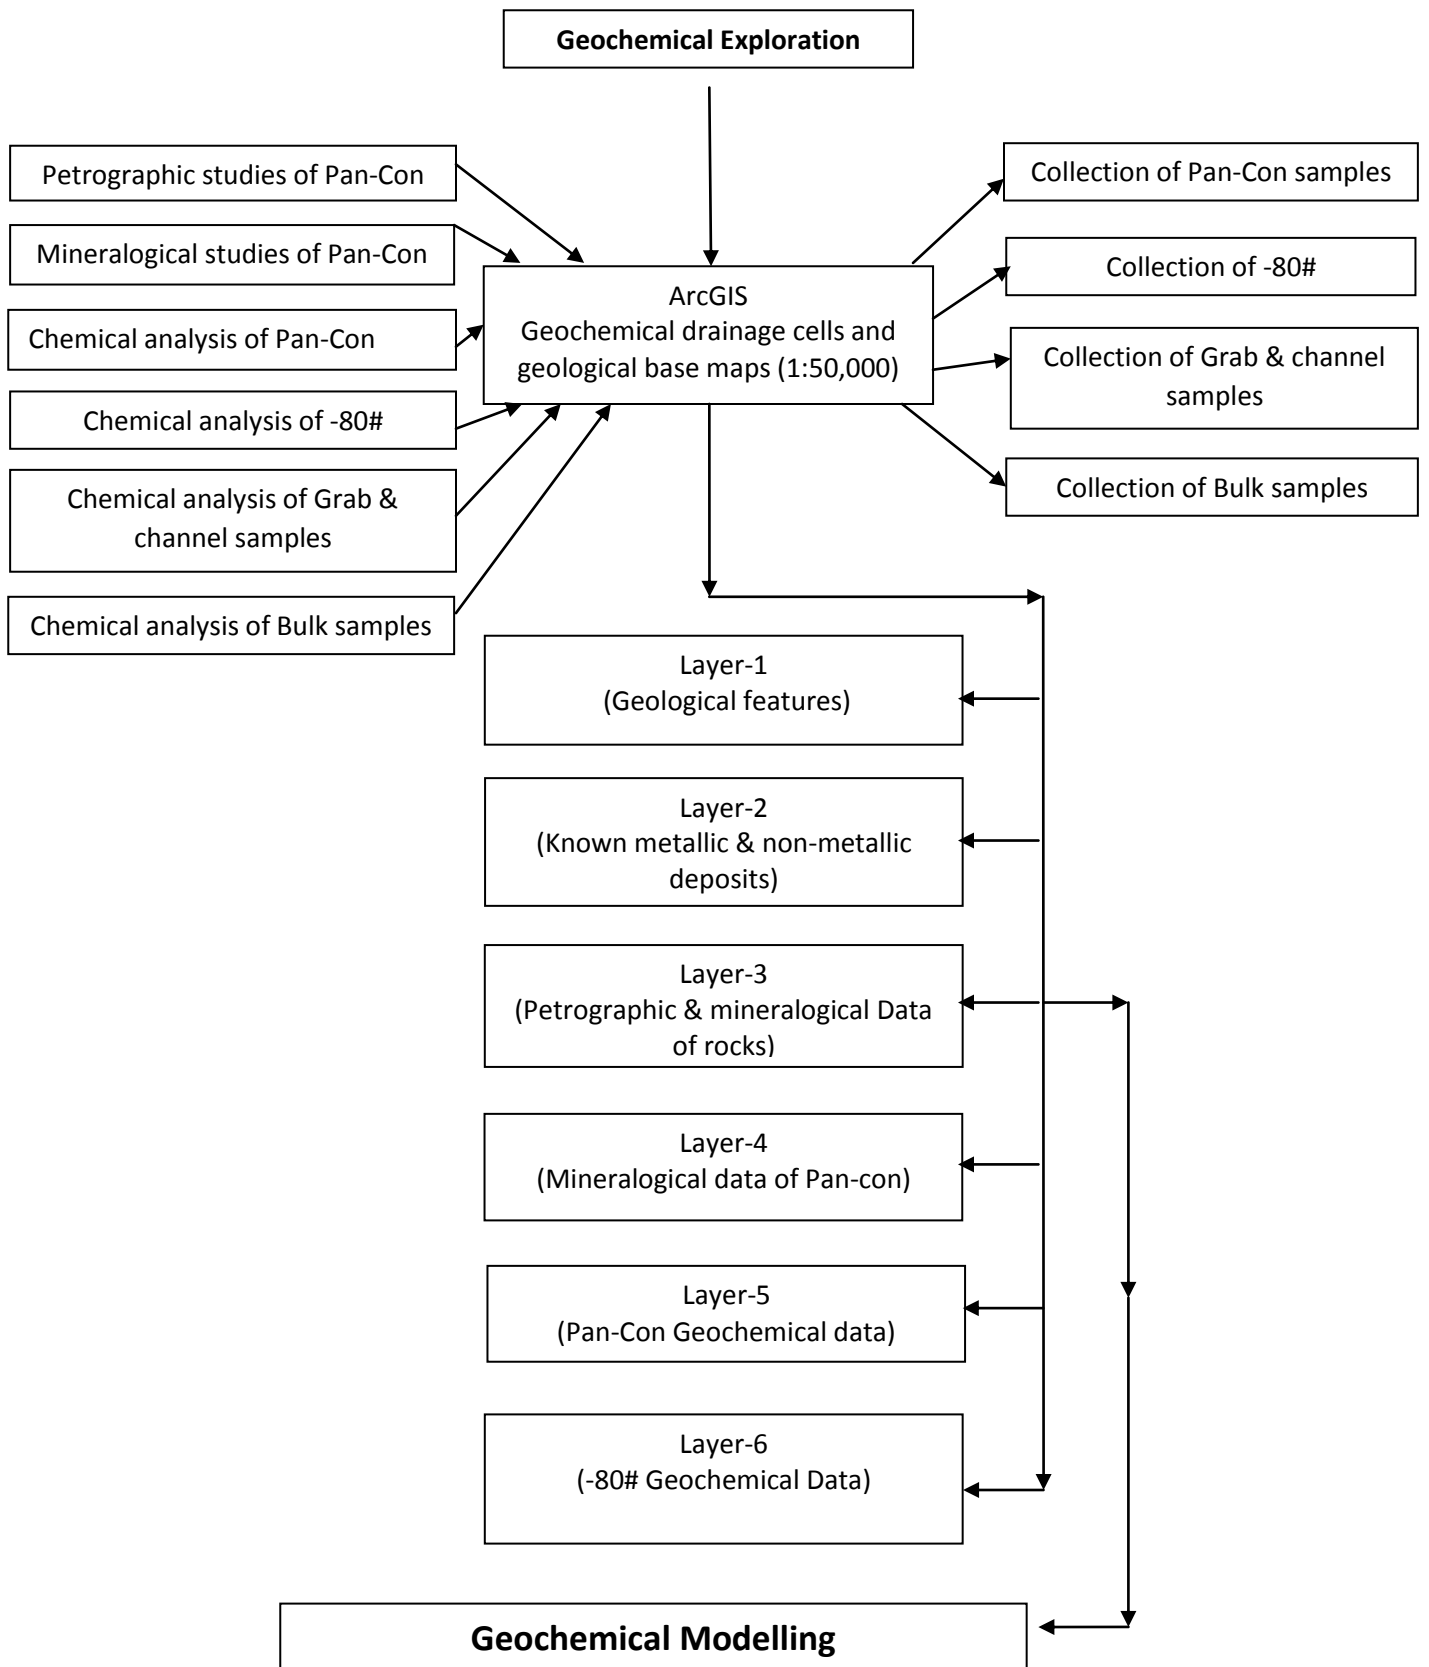 Geochemical Exploration
Petrographic studies of Pan-Con
Mineralogical studies of Pan-Con
Chemical analysis of Pan-Con
Chemical analysis of -80#
Chemical analysis of Grab &
channel samples
Chemical analysis of Bulk samples
ArcGIS
Geochemical drainage cells and
geological base maps (1:50,000)
Collection of Pan-Con samples
Collection of -80#
Collection of Grab & channel
samples
Collection of Bulk samples
Layer-1
(Geological features)
Layer-2
(Known metallic & non-metallic
deposits)
Layer-3
(Petrographic & mineralogical Data
of rocks)
Layer-4
(Mineralogical data of Pan-con)
Layer-5
(Pan-Con Geochemical data)
Layer-6
(-80# Geochemical Data)
Geochemical Modelling